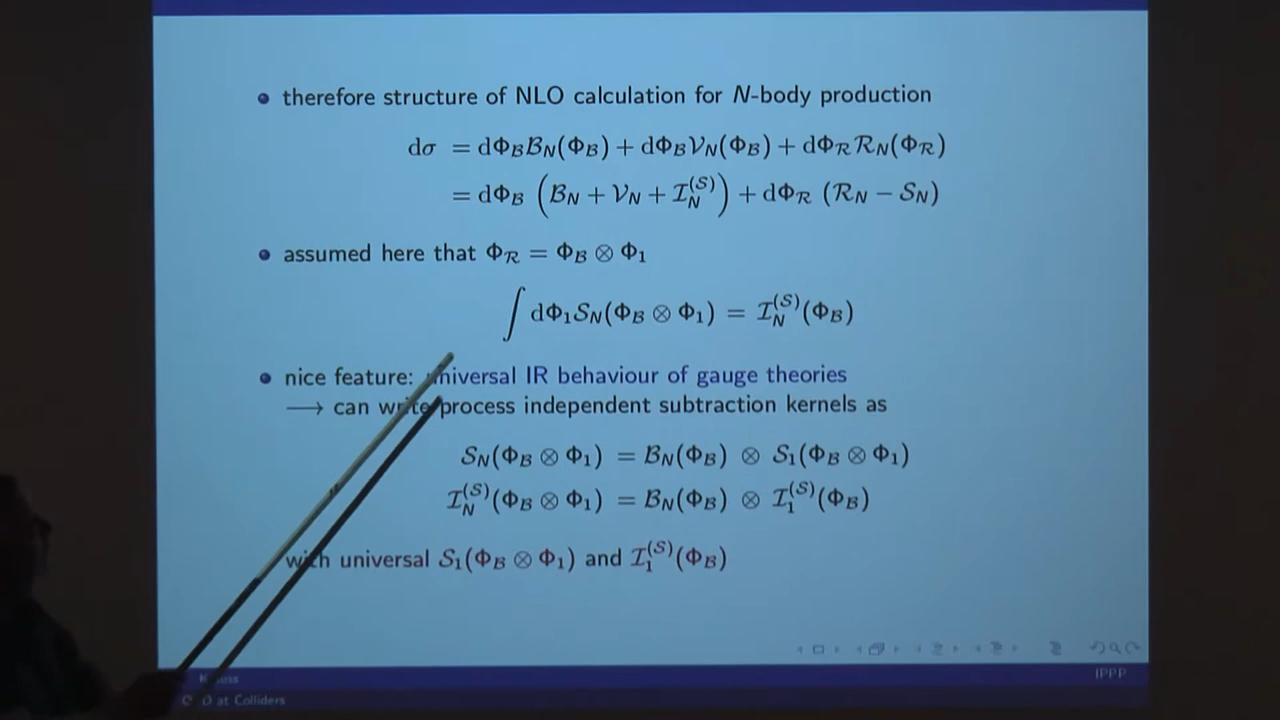 therefore structure of NLO calculation for N-body production
dσ = dΦ_B B_N(Φ_B) + dΦ_B V_N(Φ_B) + dΦ_R R_N(Φ_R)
= dΦ_B (B_N + V_N + I_N^(S)) + dΦ_R (R_N − S_N)
assumed here that Φ_R = Φ_B ⊗ Φ_1
∫ dΦ_1 S_N(Φ_B ⊗ Φ_1) = I_N^(S)(Φ_B)
nice feature: universal IR behaviour of gauge theories
⟶ can write process independent subtraction kernels as
S_N(Φ_B ⊗ Φ_1) = B_N(Φ_B) ⊗ S_1(Φ_B ⊗ Φ_1)
I_N^(S)(Φ_B ⊗ Φ_1) = B_N(Φ_B) ⊗ I_1^(S)(Φ_B)
with universal S_1(Φ_B ⊗ Φ_1) and I_1^(S)(Φ_B)
IPPP
at Colliders